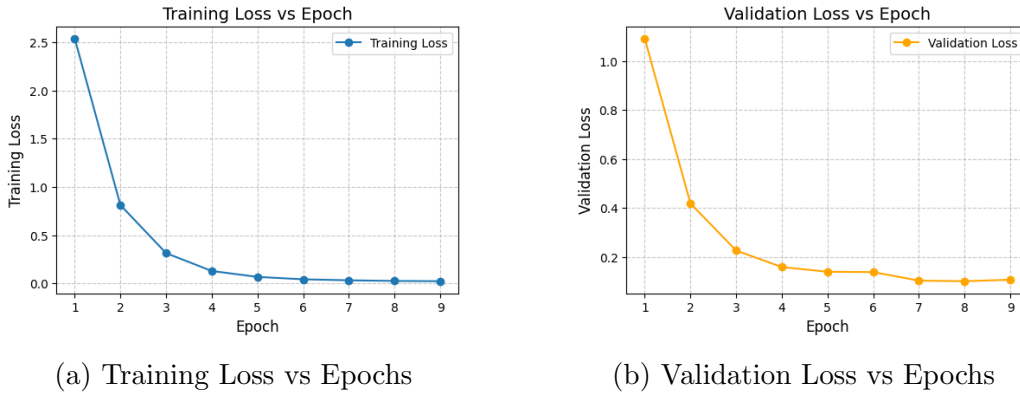 Training Loss vs Epoch
Training Loss
2.5
2.0
1.5
1.0
0.5
0.0
Training Loss
1 2 3 4 5 6 7 8 9
Epoch
(a) Training Loss vs Epochs
Validation Loss vs Epoch
Validation Loss
1.0
0.8
0.6
0.4
0.2
Validation Loss
1 2 3 4 5 6 7 8 9
Epoch
(b) Validation Loss vs Epochs